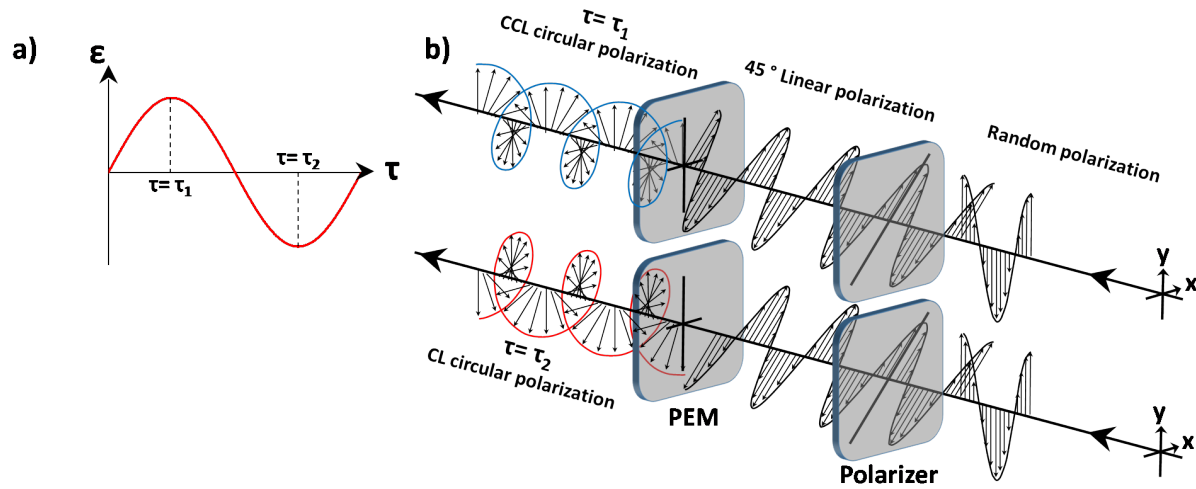 a)
ε
τ= τ₁
τ= τ₂
τ
b)
τ= τ₁
CCL circular polarization
45 ° Linear polarization
Random polarization
y
x
τ= τ₂
CL circular polarization
PEM
Polarizer
y
x